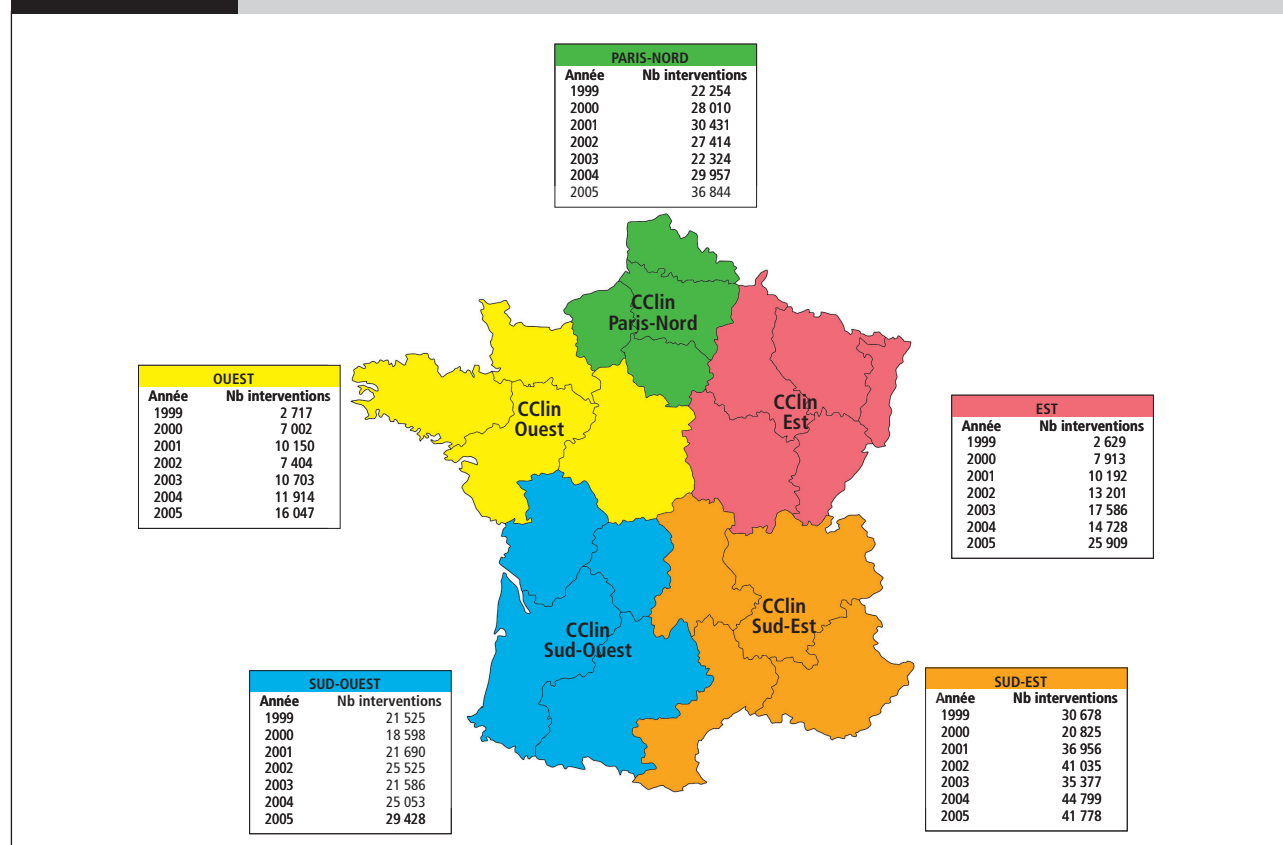 PARIS-NORD
Année Nb interventions
1999 22 254
2000 28 010
2001 30 431
2002 27 414
2003 22 324
2004 29 957
2005 36 844
CClin
Paris-Nord
OUEST
Année Nb interventions
1999 2 717
2000 7 002
2001 10 150
2002 7 404
2003 10 703
2004 11 914
2005 16 047
CClin
Ouest
CClin
Est
EST
Année Nb interventions
1999 2 629
2000 7 913
2001 10 192
2002 13 201
2003 17 586
2004 14 728
2005 25 909
CClin
Sud-Ouest
CClin
Sud-Est
SUD-OUEST
Année Nb interventions
1999 21 525
2000 18 598
2001 21 690
2002 25 525
2003 21 586
2004 25 053
2005 29 428
SUD-EST
Année Nb interventions
1999 30 678
2000 20 825
2001 36 956
2002 41 035
2003 35 377
2004 44 799
2005 41 778